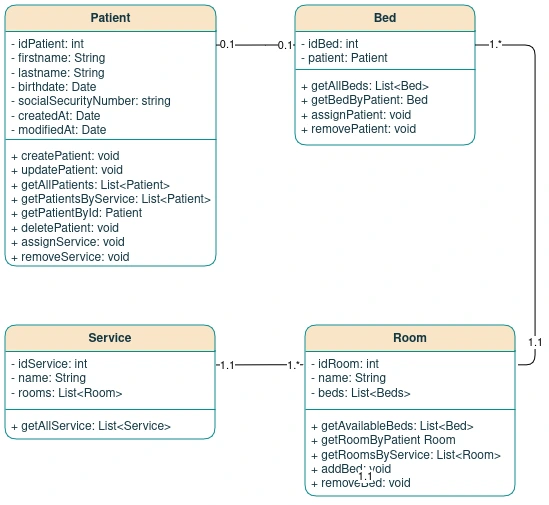 Patient
- idPatient: int
- firstname: String
- lastname: String
- birthdate: Date
- socialSecurityNumber: string
- createdAt: Date
- modifiedAt: Date
+ createPatient: void
+ updatePatient: void
+ getAllPatients: List<Patient>
+ getPatientsByService: List<Patient>
+ getPatientById: Patient
+ deletePatient: void
+ assignService: void
+ removeService: void
0.1
0.1
Bed
- idBed: int
- patient: Patient
+ getAllBeds: List<Bed>
+ getBedByPatient: Bed
+ assignPatient: void
+ removePatient: void
1.*
1.1
Service
- idService: int
- name: String
- rooms: List<Room>
+ getAllService: List<Service>
1.1
1.*
Room
- idRoom: int
- name: String
- beds: List<Beds>
+ getAvailableBeds: List<Bed>
+ getRoomByPatient Room
+ getRoomsByService: List<Room>
+ addBed: void
1.1
+ removeBed: void